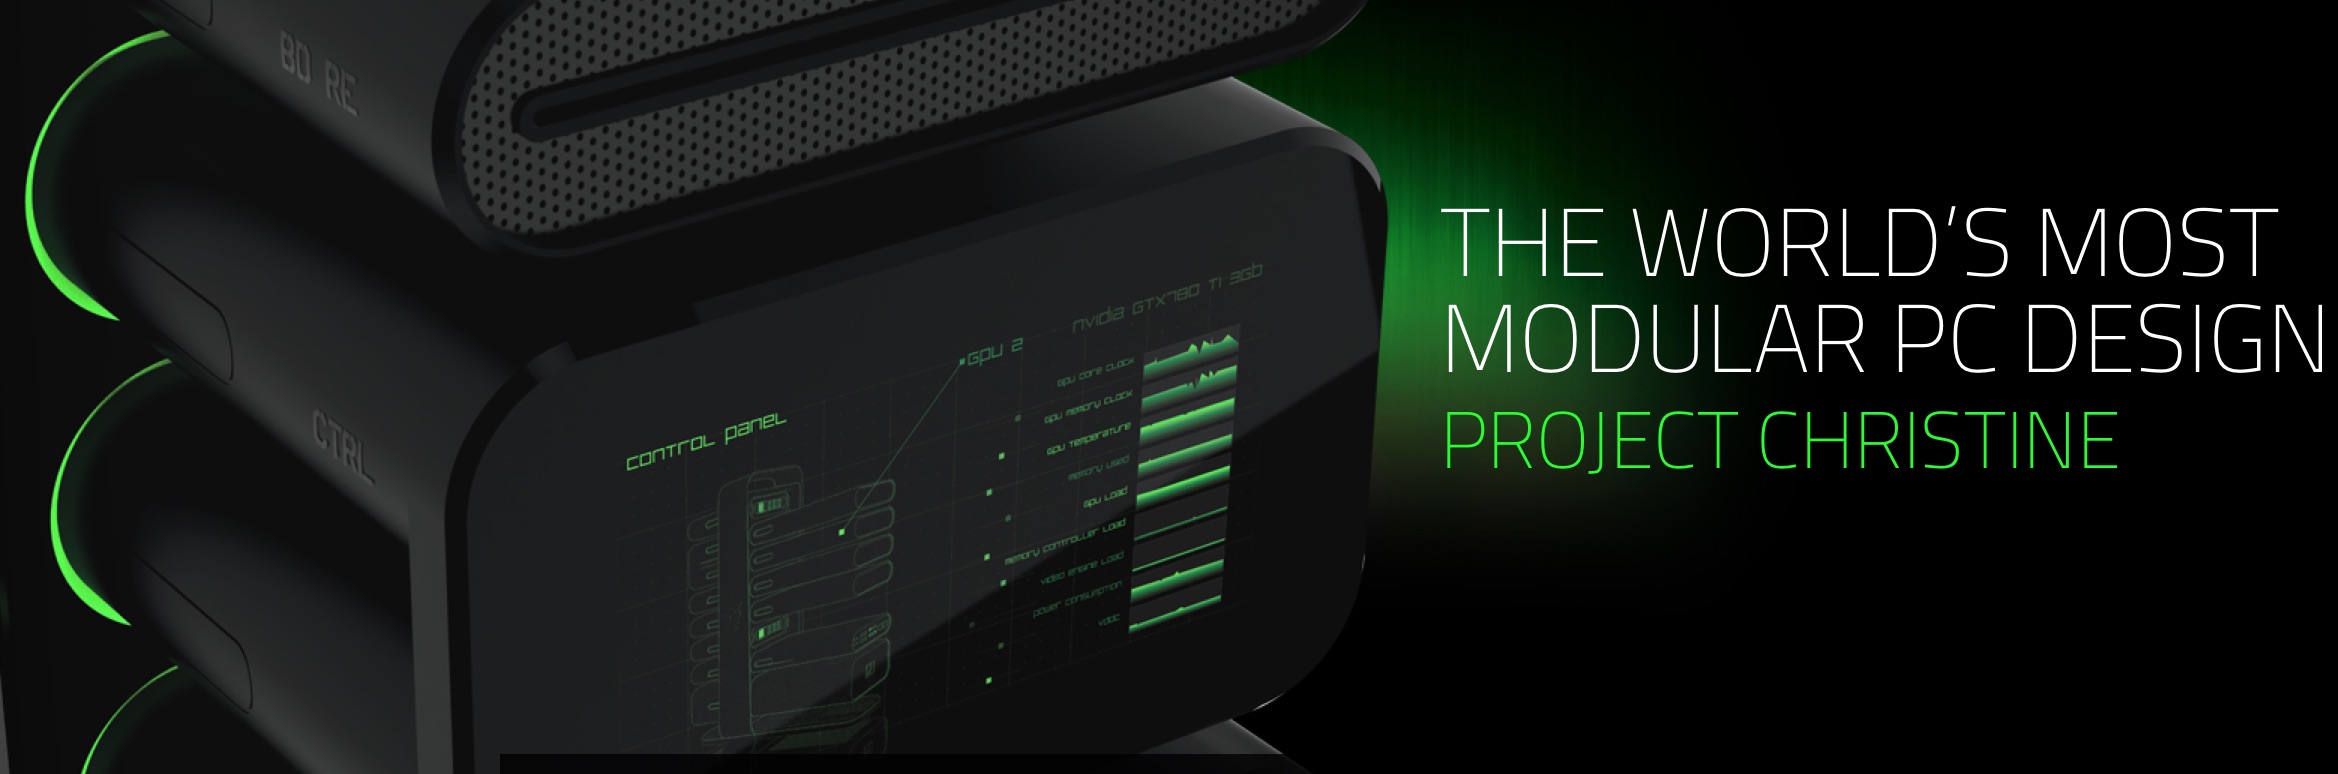 BD RE
CTRL
control panel
GPU 2
nvidia GTX780 TI 3Gb
gpu core clock
gpu memory clock
gpu temperature
memory used
gpu load
memory controller load
video engine load
power consumption
vddc
THE WORLD'S MOST
MODULAR PC DESIGN
PROJECT CHRISTINE